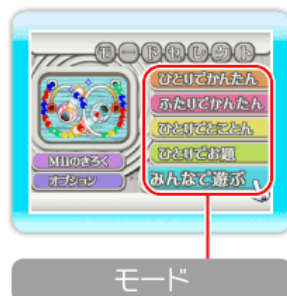 モードセレクト
ひとりでかんたん
ふたりでかんたん
ひとりでとことん
ひとりでお題
みんなで遊ぶ
Miiのきろく
オプション
モード